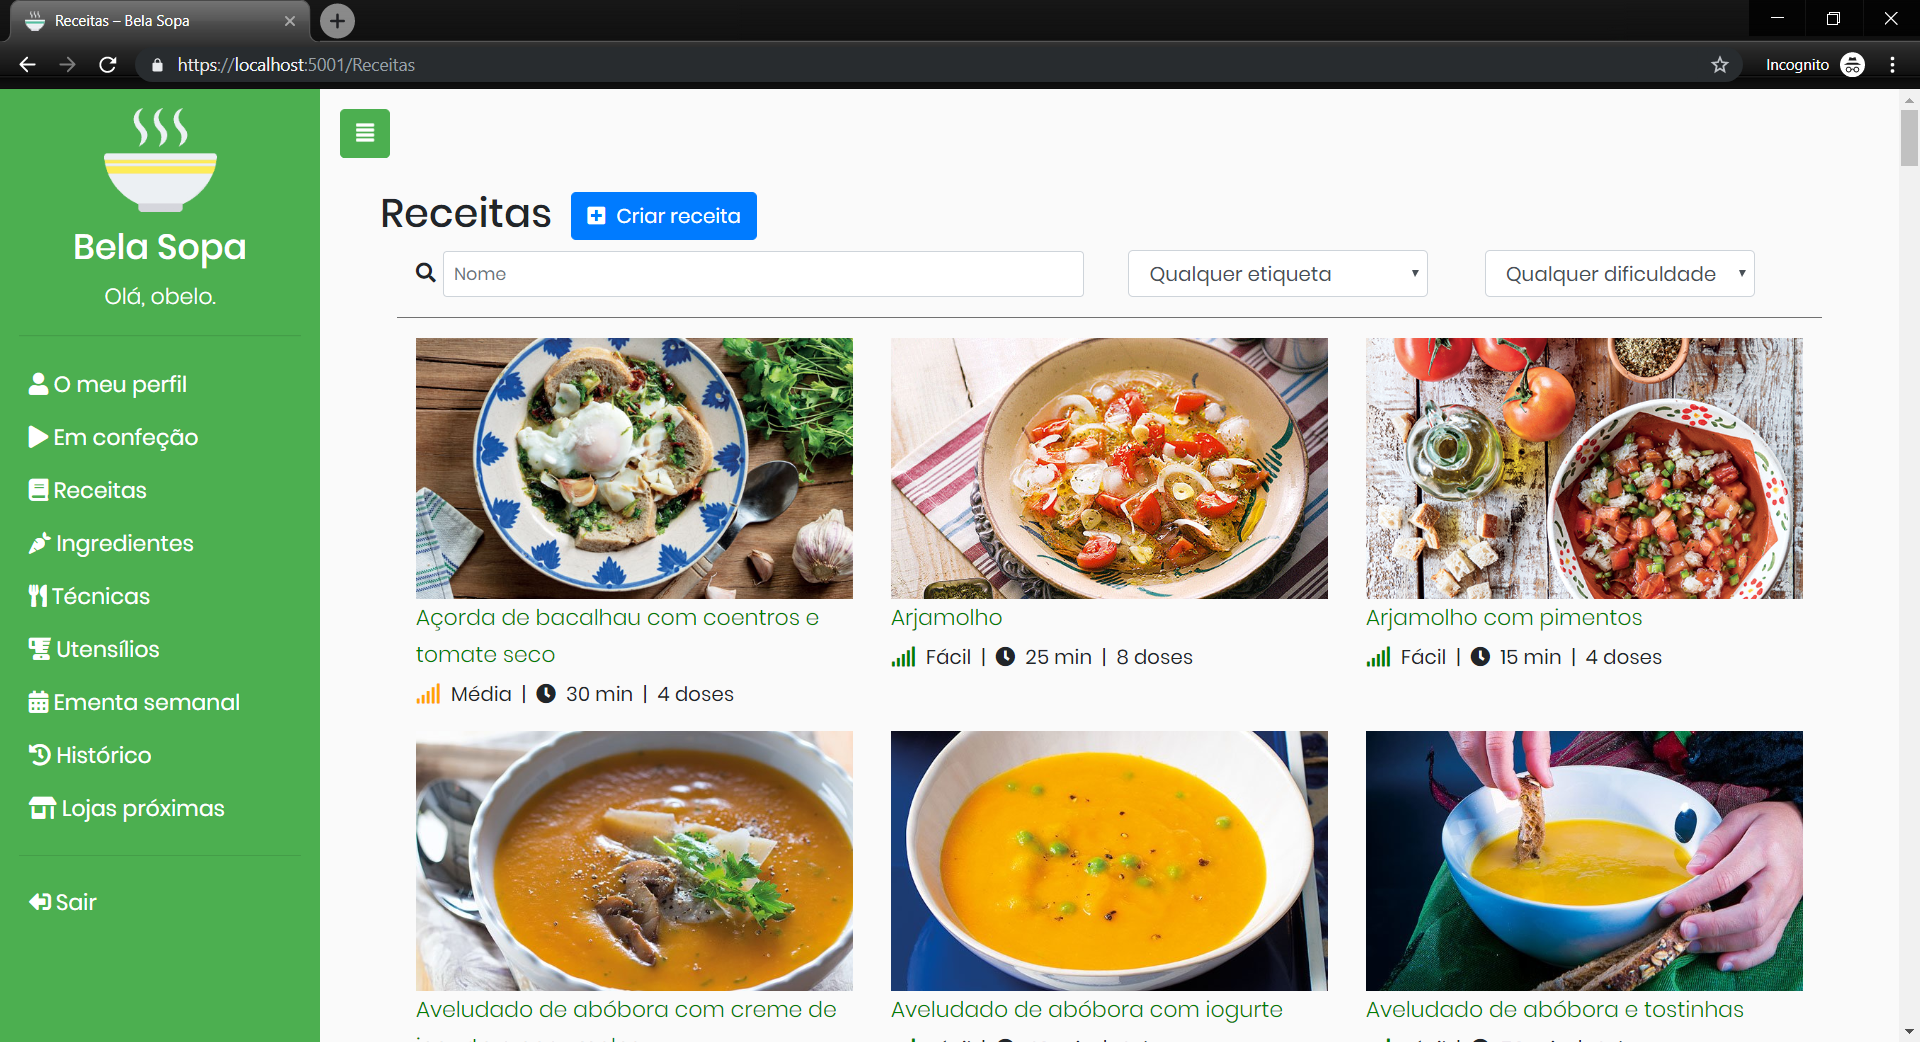 Receitas – Bela Sopa
https://localhost:5001/Receitas
Incognito
Bela Sopa
Olá, obelo.
O meu perfil
Em confeção
Receitas
Ingredientes
Técnicas
Utensílios
Ementa semanal
Histórico
Lojas próximas
Sair
Receitas
Criar receita
Nome
Qualquer etiqueta
Qualquer dificuldade
Açorda de bacalhau com coentros e
tomate seco
Média | 30 min | 4 doses
Arjamolho
Fácil | 25 min | 8 doses
Arjamolho com pimentos
Fácil | 15 min | 4 doses
Aveludado de abóbora com creme de
Aveludado de abóbora com iogurte
Aveludado de abóbora e tostinhas